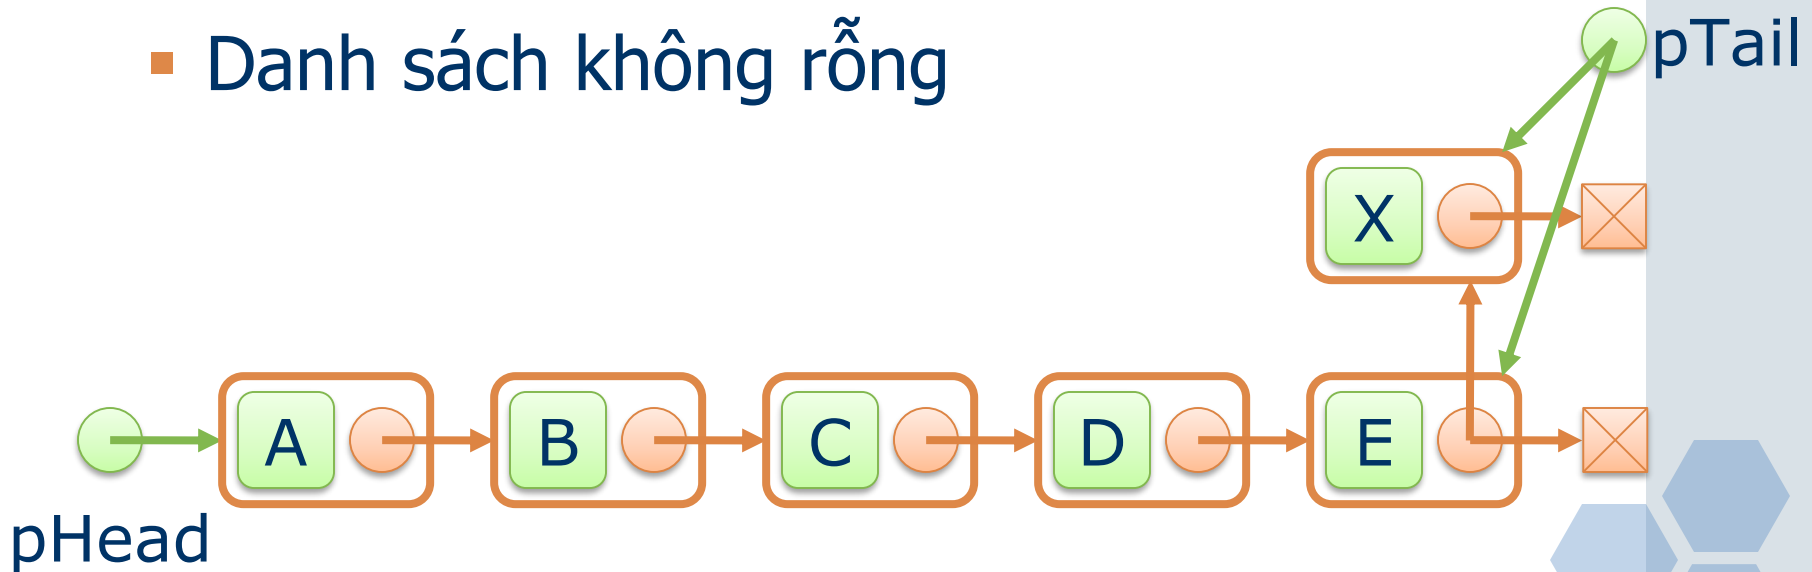 Danh sách không rỗng
pTail
X
A B C D E
pHead